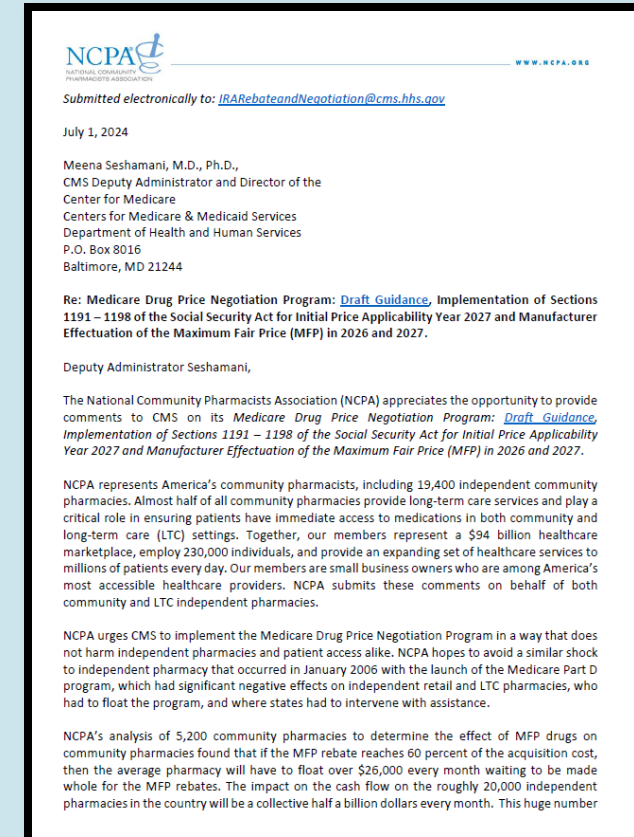 NCPA
NATIONAL COMMUNITY
PHARMACISTS ASSOCIATION
WWW.NCPA.ORG
Submitted electronically to: IRARebateandNegotiation@cms.hhs.gov
July 1, 2024
Meena Seshamani, M.D., Ph.D.,
CMS Deputy Administrator and Director of the
Center for Medicare
Centers for Medicare & Medicaid Services
Department of Health and Human Services
P.O. Box 8016
Baltimore, MD 21244
Re: Medicare Drug Price Negotiation Program: Draft Guidance, Implementation of Sections
1191 – 1198 of the Social Security Act for Initial Price Applicability Year 2027 and Manufacturer
Effectuation of the Maximum Fair Price (MFP) in 2026 and 2027.
Deputy Administrator Seshamani,
The National Community Pharmacists Association (NCPA) appreciates the opportunity to provide
comments to CMS on its Medicare Drug Price Negotiation Program: Draft Guidance,
Implementation of Sections 1191 – 1198 of the Social Security Act for Initial Price Applicability
Year 2027 and Manufacturer Effectuation of the Maximum Fair Price (MFP) in 2026 and 2027.
NCPA represents America's community pharmacists, including 19,400 independent community
pharmacies. Almost half of all community pharmacies provide long-term care services and play a
critical role in ensuring patients have immediate access to medications in both community and
long-term care (LTC) settings. Together, our members represent a $94 billion healthcare
marketplace, employ 230,000 individuals, and provide an expanding set of healthcare services to
millions of patients every day. Our members are small business owners who are among America's
most accessible healthcare providers. NCPA submits these comments on behalf of both
community and LTC independent pharmacies.
NCPA urges CMS to implement the Medicare Drug Price Negotiation Program in a way that does
not harm independent pharmacies and patient access alike. NCPA hopes to avoid a similar shock
to independent pharmacy that occurred in January 2006 with the launch of the Medicare Part D
program, which had significant negative effects on independent retail and LTC pharmacies, who
had to float the program, and where states had to intervene with assistance.
NCPA's analysis of 5,200 community pharmacies to determine the effect of MFP drugs on
community pharmacies found that if the MFP rebate reaches 60 percent of the acquisition cost,
then the average pharmacy will have to float over $26,000 every month waiting to be made
whole for the MFP rebates. The impact on the cash flow on the roughly 20,000 independent
pharmacies in the country will be a collective half a billion dollars every month. This huge number